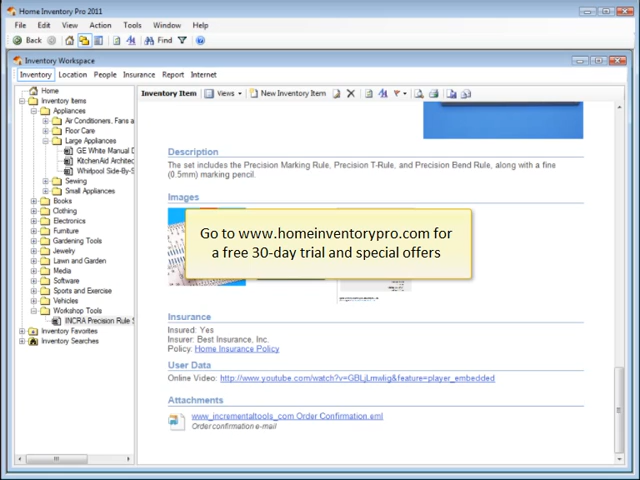 Home Inventory Pro 2011
File Edit View Action Tools Window Help
Back Find
Inventory Workspace
Inventory Location People Insurance Report Internet
Home
Inventory Items
Appliances
Air Conditioners, Fans a
Floor Care
Large Appliances
GE White Manual D
KitchenAid Architec
Whirlpool Side-By-S
Sewing
Small Appliances
Books
Clothing
Electronics
Furniture
Gardening Tools
Jewelry
Lawn and Garden
Media
Software
Sports and Exercise
Vehicles
Workshop Tools
INCRA Precision Rule S
Inventory Favorites
Inventory Searches
Inventory Item Views New Inventory Item
Description
The set includes the Precision Marking Rule, Precision T-Rule, and Precision Bend Rule, along with a fine
(0.5mm) marking pencil.
Images
Go to www.homeinventorypro.com for
a free 30-day trial and special offers
Insurance
Insured: Yes
Insurer: Best Insurance, Inc.
Policy: Home Insurance Policy
User Data
Online Video: http://www.youtube.com/watch?v=GBLjLmwlig&feature=player_embedded
Attachments
www_incrementaltools_com Order Confirmation.eml
Order confirmation e-mail